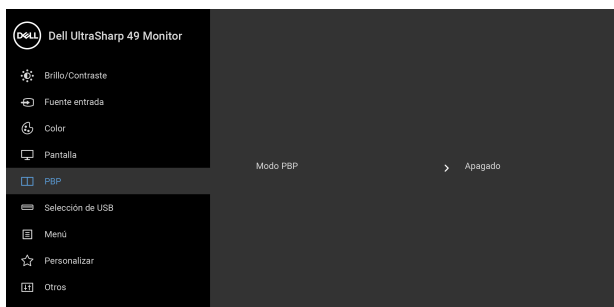 DELL Dell UltraSharp 49 Monitor
Brillo/Contraste
Fuente entrada
Color
Pantalla
PBP
Modo PBP Apagado
Selección de USB
Menú
Personalizar
Otros